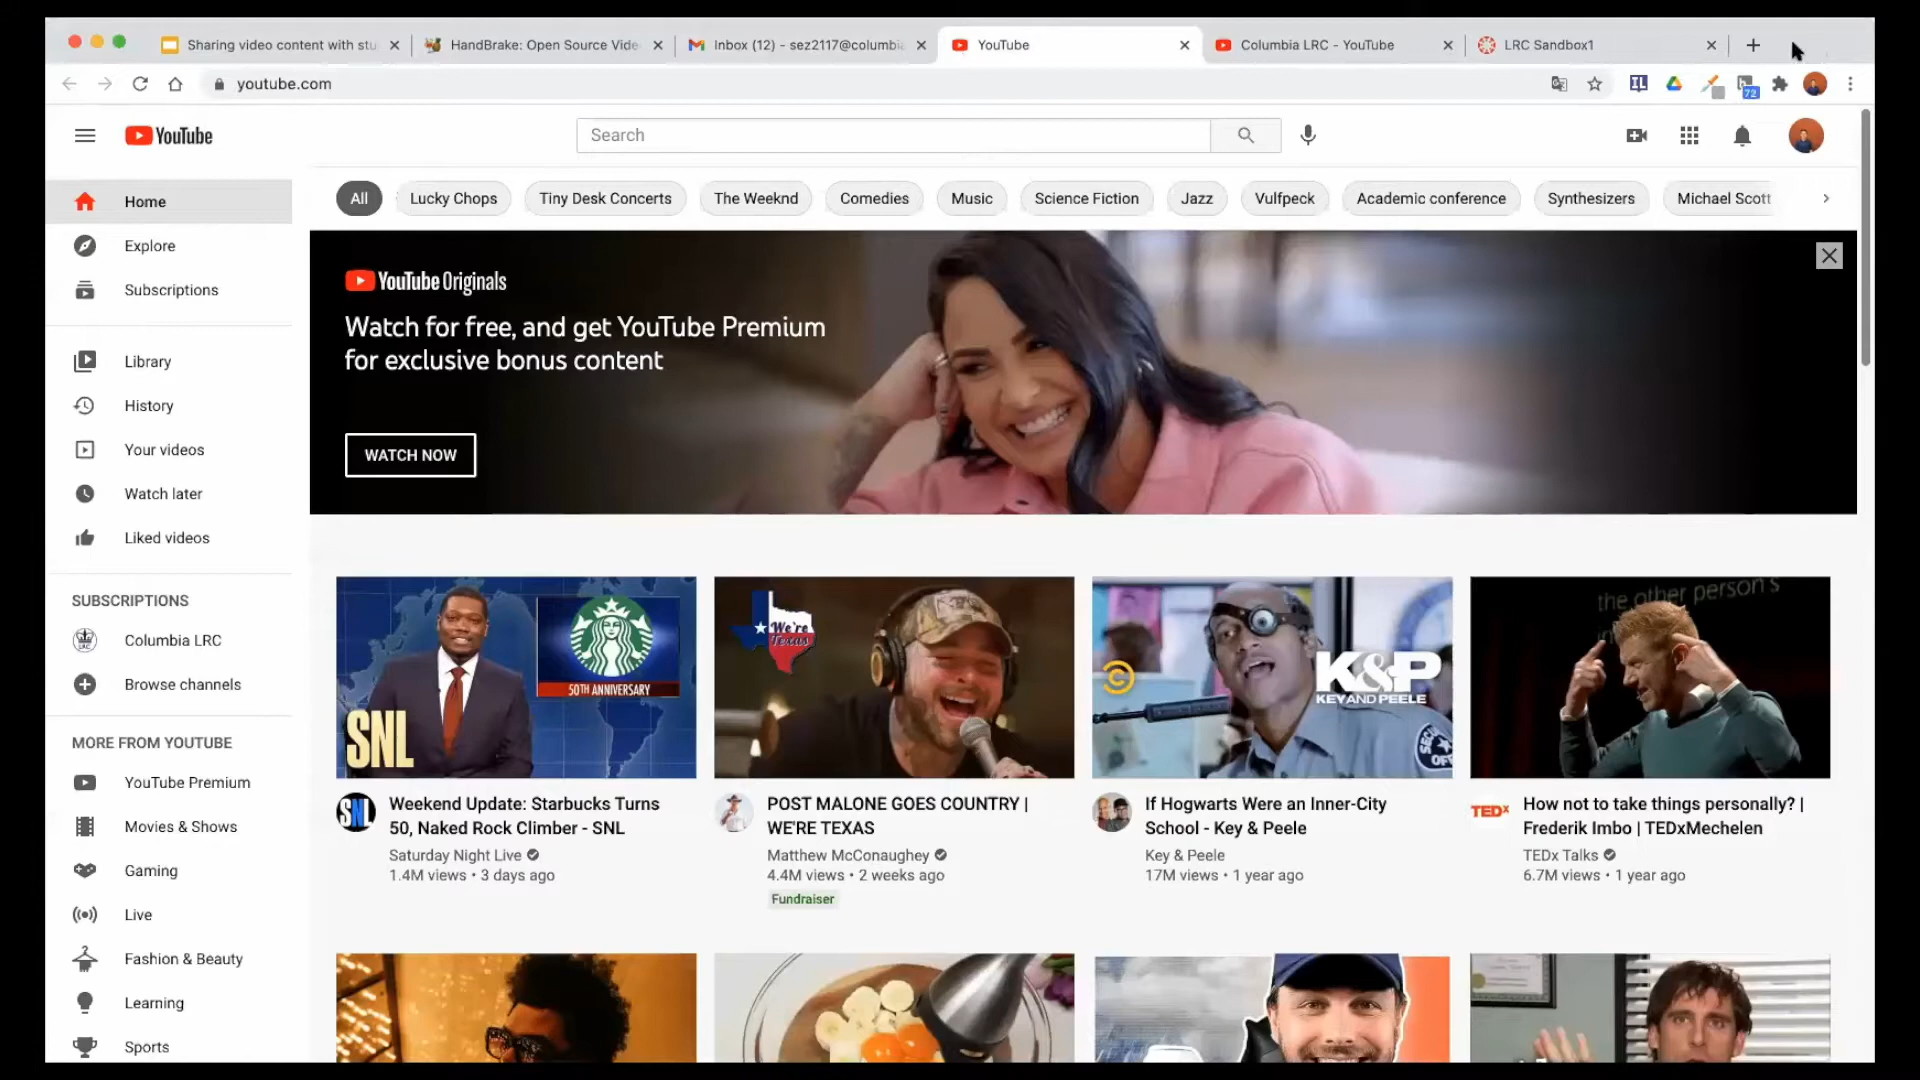 Sharing video content with stu
HandBrake: Open Source Vide
Inbox (12) - sez2117@columbia
YouTube
Columbia LRC - YouTube
LRC Sandbox1
youtube.com
72
YouTube
Search
Home
Explore
Subscriptions
Library
History
Your videos
Watch later
Liked videos
SUBSCRIPTIONS
Columbia LRC
Browse channels
MORE FROM YOUTUBE
YouTube Premium
Movies & Shows
Gaming
Live
Fashion & Beauty
Learning
Sports
All
Lucky Chops
Tiny Desk Concerts
The Weeknd
Comedies
Music
Science Fiction
Jazz
Vulfpeck
Academic conference
Synthesizers
Michael Scott
YouTube Originals
Watch for free, and get YouTube Premium
for exclusive bonus content
WATCH NOW
50TH ANNIVERSARY
SNL
Weekend Update: Starbucks Turns
50, Naked Rock Climber - SNL
Saturday Night Live
1.4M views • 3 days ago
We're
Texas
POST MALONE GOES COUNTRY |
WE'RE TEXAS
Matthew McConaughey
4.4M views • 2 weeks ago
Fundraiser
K&P
KEY AND PEELE
If Hogwarts Were an Inner-City
School - Key & Peele
Key & Peele
17M views • 1 year ago
the other person's
TEDx
How not to take things personally? |
Frederik Imbo | TEDxMechelen
TEDx Talks
6.7M views • 1 year ago